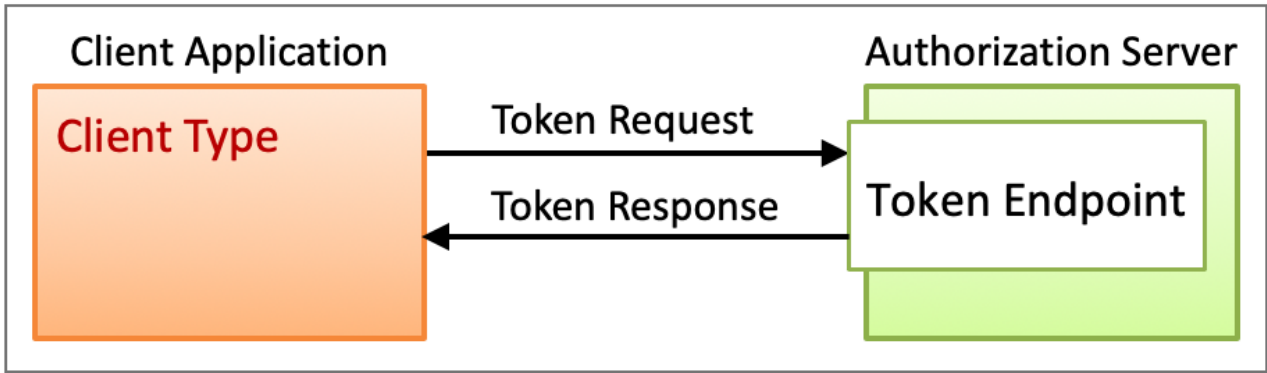 Client Application
Authorization Server
Client Type
Token Request
Token Endpoint
Token Response